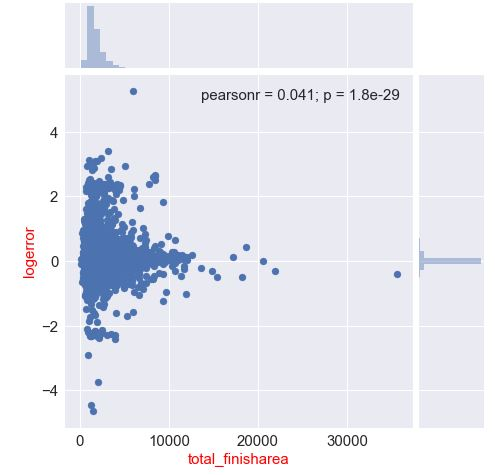 pearsonr = 0.041; p = 1.8e-29
4
2
0
−2
−4
logerror
0 10000 20000 30000
total_finisharea